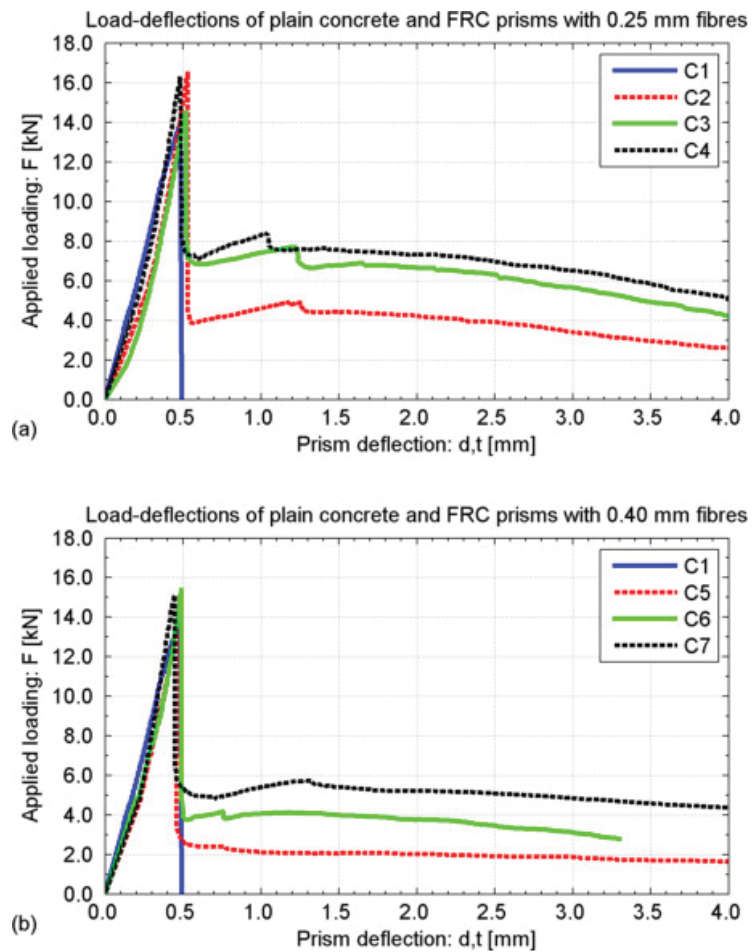 Load-deflections of plain concrete and FRC prisms with 0.25 mm fibres
18.0
16.0
14.0
12.0
10.0
8.0
6.0
4.0
2.0
0.0
Applied loading: F [kN]
C1
C2
C3
C4
0.0 0.5 1.0 1.5 2.0 2.5 3.0 3.5 4.0
Prism deflection: d,t [mm]
(a)
Load-deflections of plain concrete and FRC prisms with 0.40 mm fibres
18.0
16.0
14.0
12.0
10.0
8.0
6.0
4.0
2.0
0.0
Applied loading: F [kN]
C1
C5
C6
C7
0.0 0.5 1.0 1.5 2.0 2.5 3.0 3.5 4.0
Prism deflection: d,t [mm]
(b)